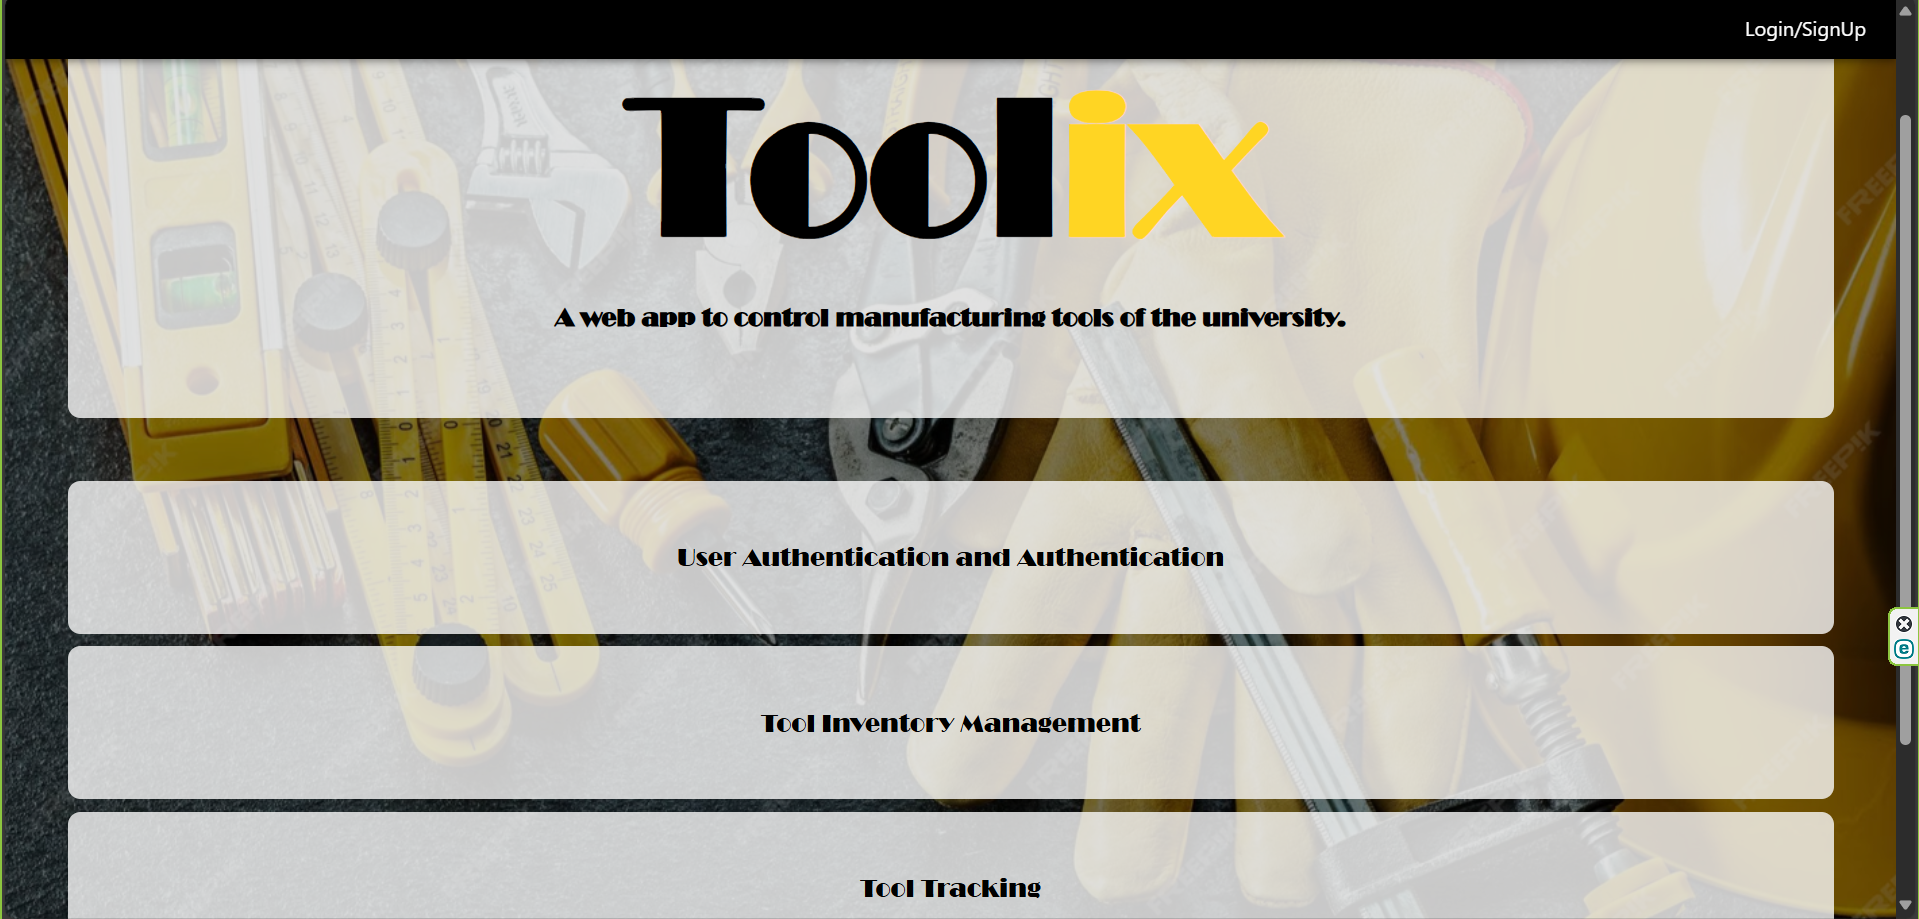 Login/SignUp
Toolix
A web app to control manufacturing tools of the university.
User Authentication and Authentication
Tool Inventory Management
Tool Tracking